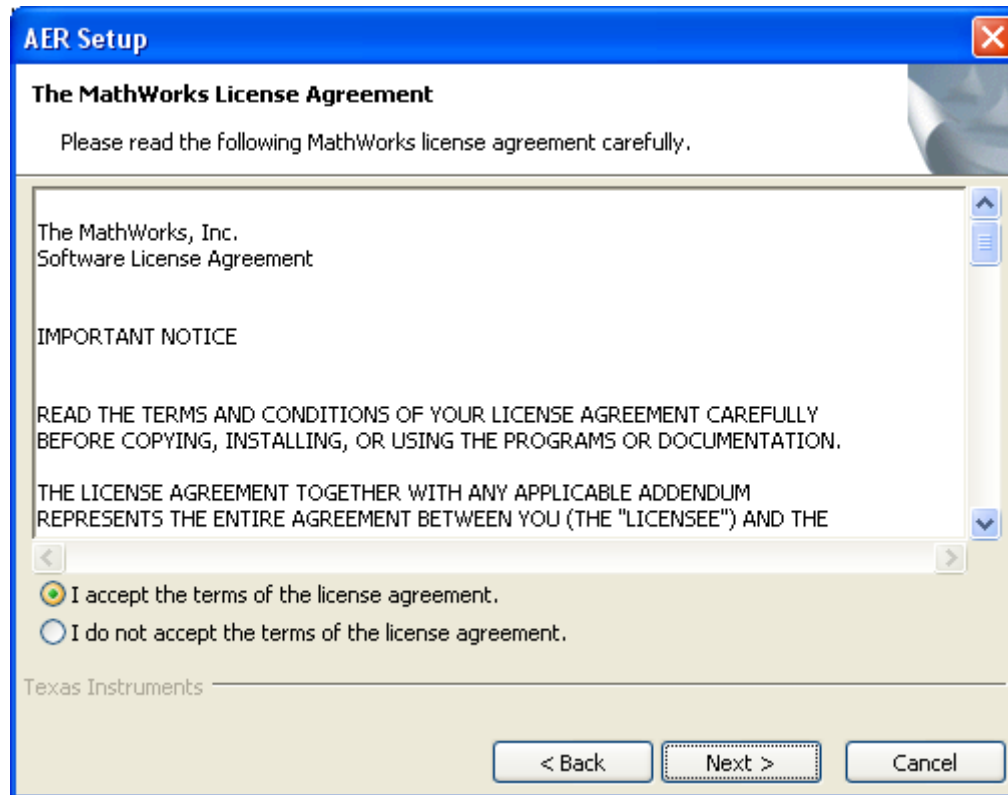 AER Setup
The MathWorks License Agreement
Please read the following MathWorks license agreement carefully.
The MathWorks, Inc.
Software License Agreement
IMPORTANT NOTICE
READ THE TERMS AND CONDITIONS OF YOUR LICENSE AGREEMENT CAREFULLY
BEFORE COPYING, INSTALLING, OR USING THE PROGRAMS OR DOCUMENTATION.
THE LICENSE AGREEMENT TOGETHER WITH ANY APPLICABLE ADDENDUM
REPRESENTS THE ENTIRE AGREEMENT BETWEEN YOU (THE "LICENSEE") AND THE
I accept the terms of the license agreement.
I do not accept the terms of the license agreement.
Texas Instruments
< Back
Next >
Cancel